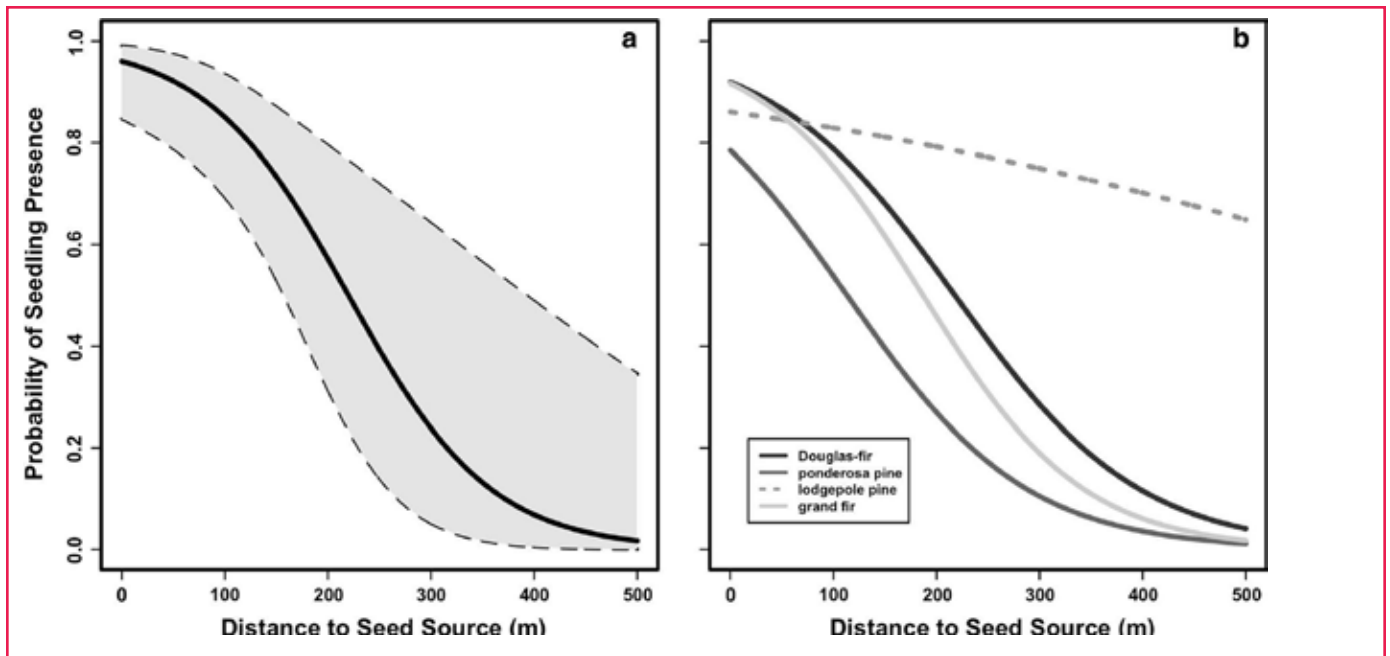 a
b
Probability of Seedling Presence
1.0
0.8
0.6
0.4
0.2
0.0
Douglas-fir
ponderosa pine
lodgepole pine
grand fir
0 100 200 300 400 500
0 100 200 300 400 500
Distance to Seed Source (m)
Distance to Seed Source (m)